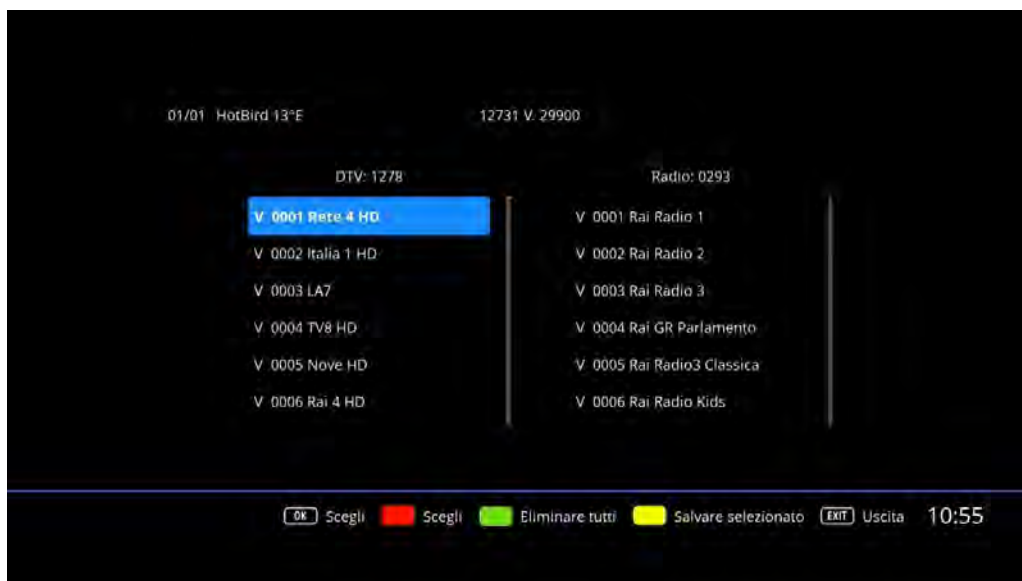 01/01 HotBird 13°E 12731 V. 29900
DTV: 1278
Radio: 0293
V 0001 Rete 4 HD
V 0002 Italia 1 HD
V 0003 LA7
V 0004 TV8 HD
V 0005 Nove HD
V 0006 Rai 4 HD
V 0001 Rai Radio 1
V 0002 Rai Radio 2
V 0003 Rai Radio 3
V 0004 Rai GR Parlamento
V 0005 Rai Radio3 Classica
V 0006 Rai Radio Kids
OK Scegli Scegli Eliminare tutti Salvare selezionato EXIT Uscita 10:55